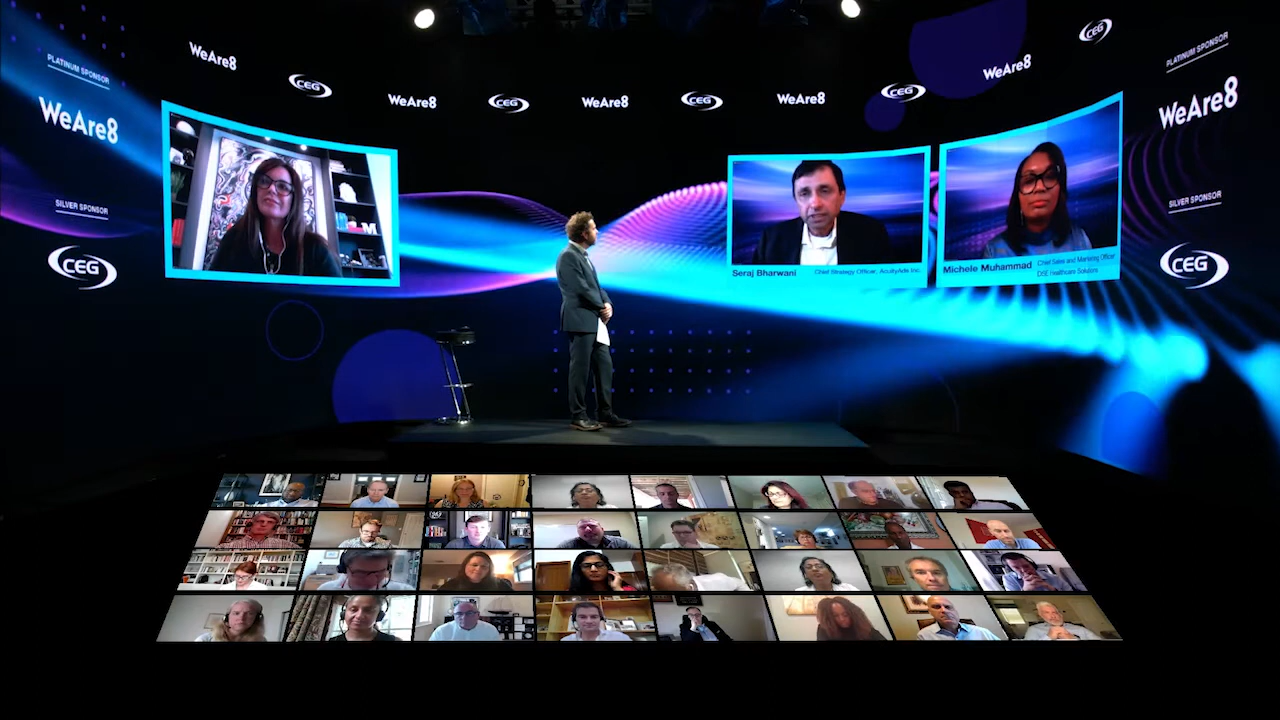 PLATINUM SPONSOR
WeAre8
SILVER SPONSOR
CEG
WeAre8
CEG
WeAre8
CEG
WeAre8
CEG
WeAre8
CEG
WeAre8
CEG
PLATINUM SPONSOR
WeAre8
SILVER SPONSOR
CEG
Seraj Bharwani Chief Strategy Officer, AcuityAds Inc.
Michele Muhammad Chief Sales and Marketing Officer
DiSE Healthcare Solutions